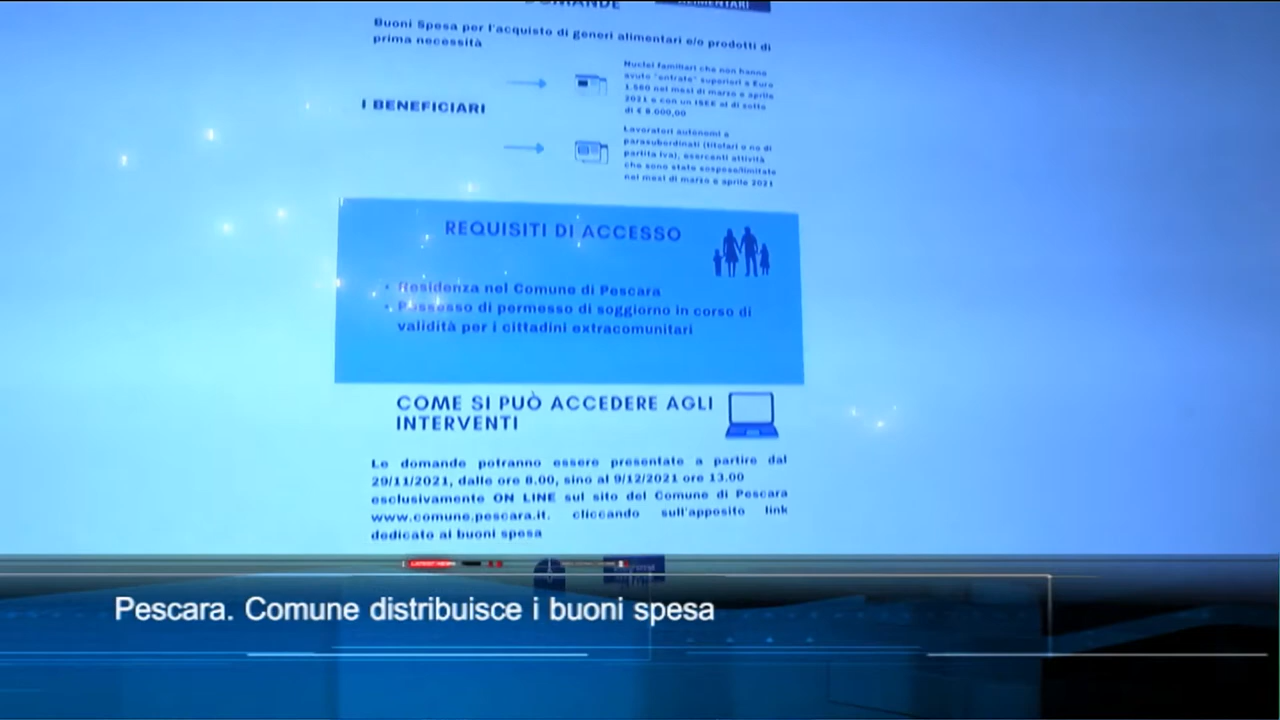 DOMANDE
ALIMENTARI
Buoni Spesa per l'acquisto di generi alimentari e/o prodotti di
prima necessità
I BENEFICIARI
Nuclei familiari che non hanno
avuto "entrate" superiori a Euro
1.560 nei mesi di marzo e aprile
2021 e con un ISEE al di sotto
di € 8.000,00
Lavoratori autonomi e
parasubordinati (titolari o no di
partita iva), esercenti attività
che sono state sospese/limitate
nei mesi di marzo e aprile 2021
REQUISITI DI ACCESSO
• Residenza nel Comune di Pescara
• Possesso di permesso di soggiorno in corso di
validità per i cittadini extracomunitari
COME SI PUÒ ACCEDERE AGLI
INTERVENTI
Le domande potranno essere presentate a partire dal
29/11/2021, dalle ore 8.00, sino al 9/12/2021 ore 13.00
esclusivamente ON LINE sul sito del Comune di Pescara
www.comune.pescara.it. cliccando sull'apposito link
dedicato ai buoni spesa
LATEST NEWS
Pescara. Comune distribuisce i buoni spesa